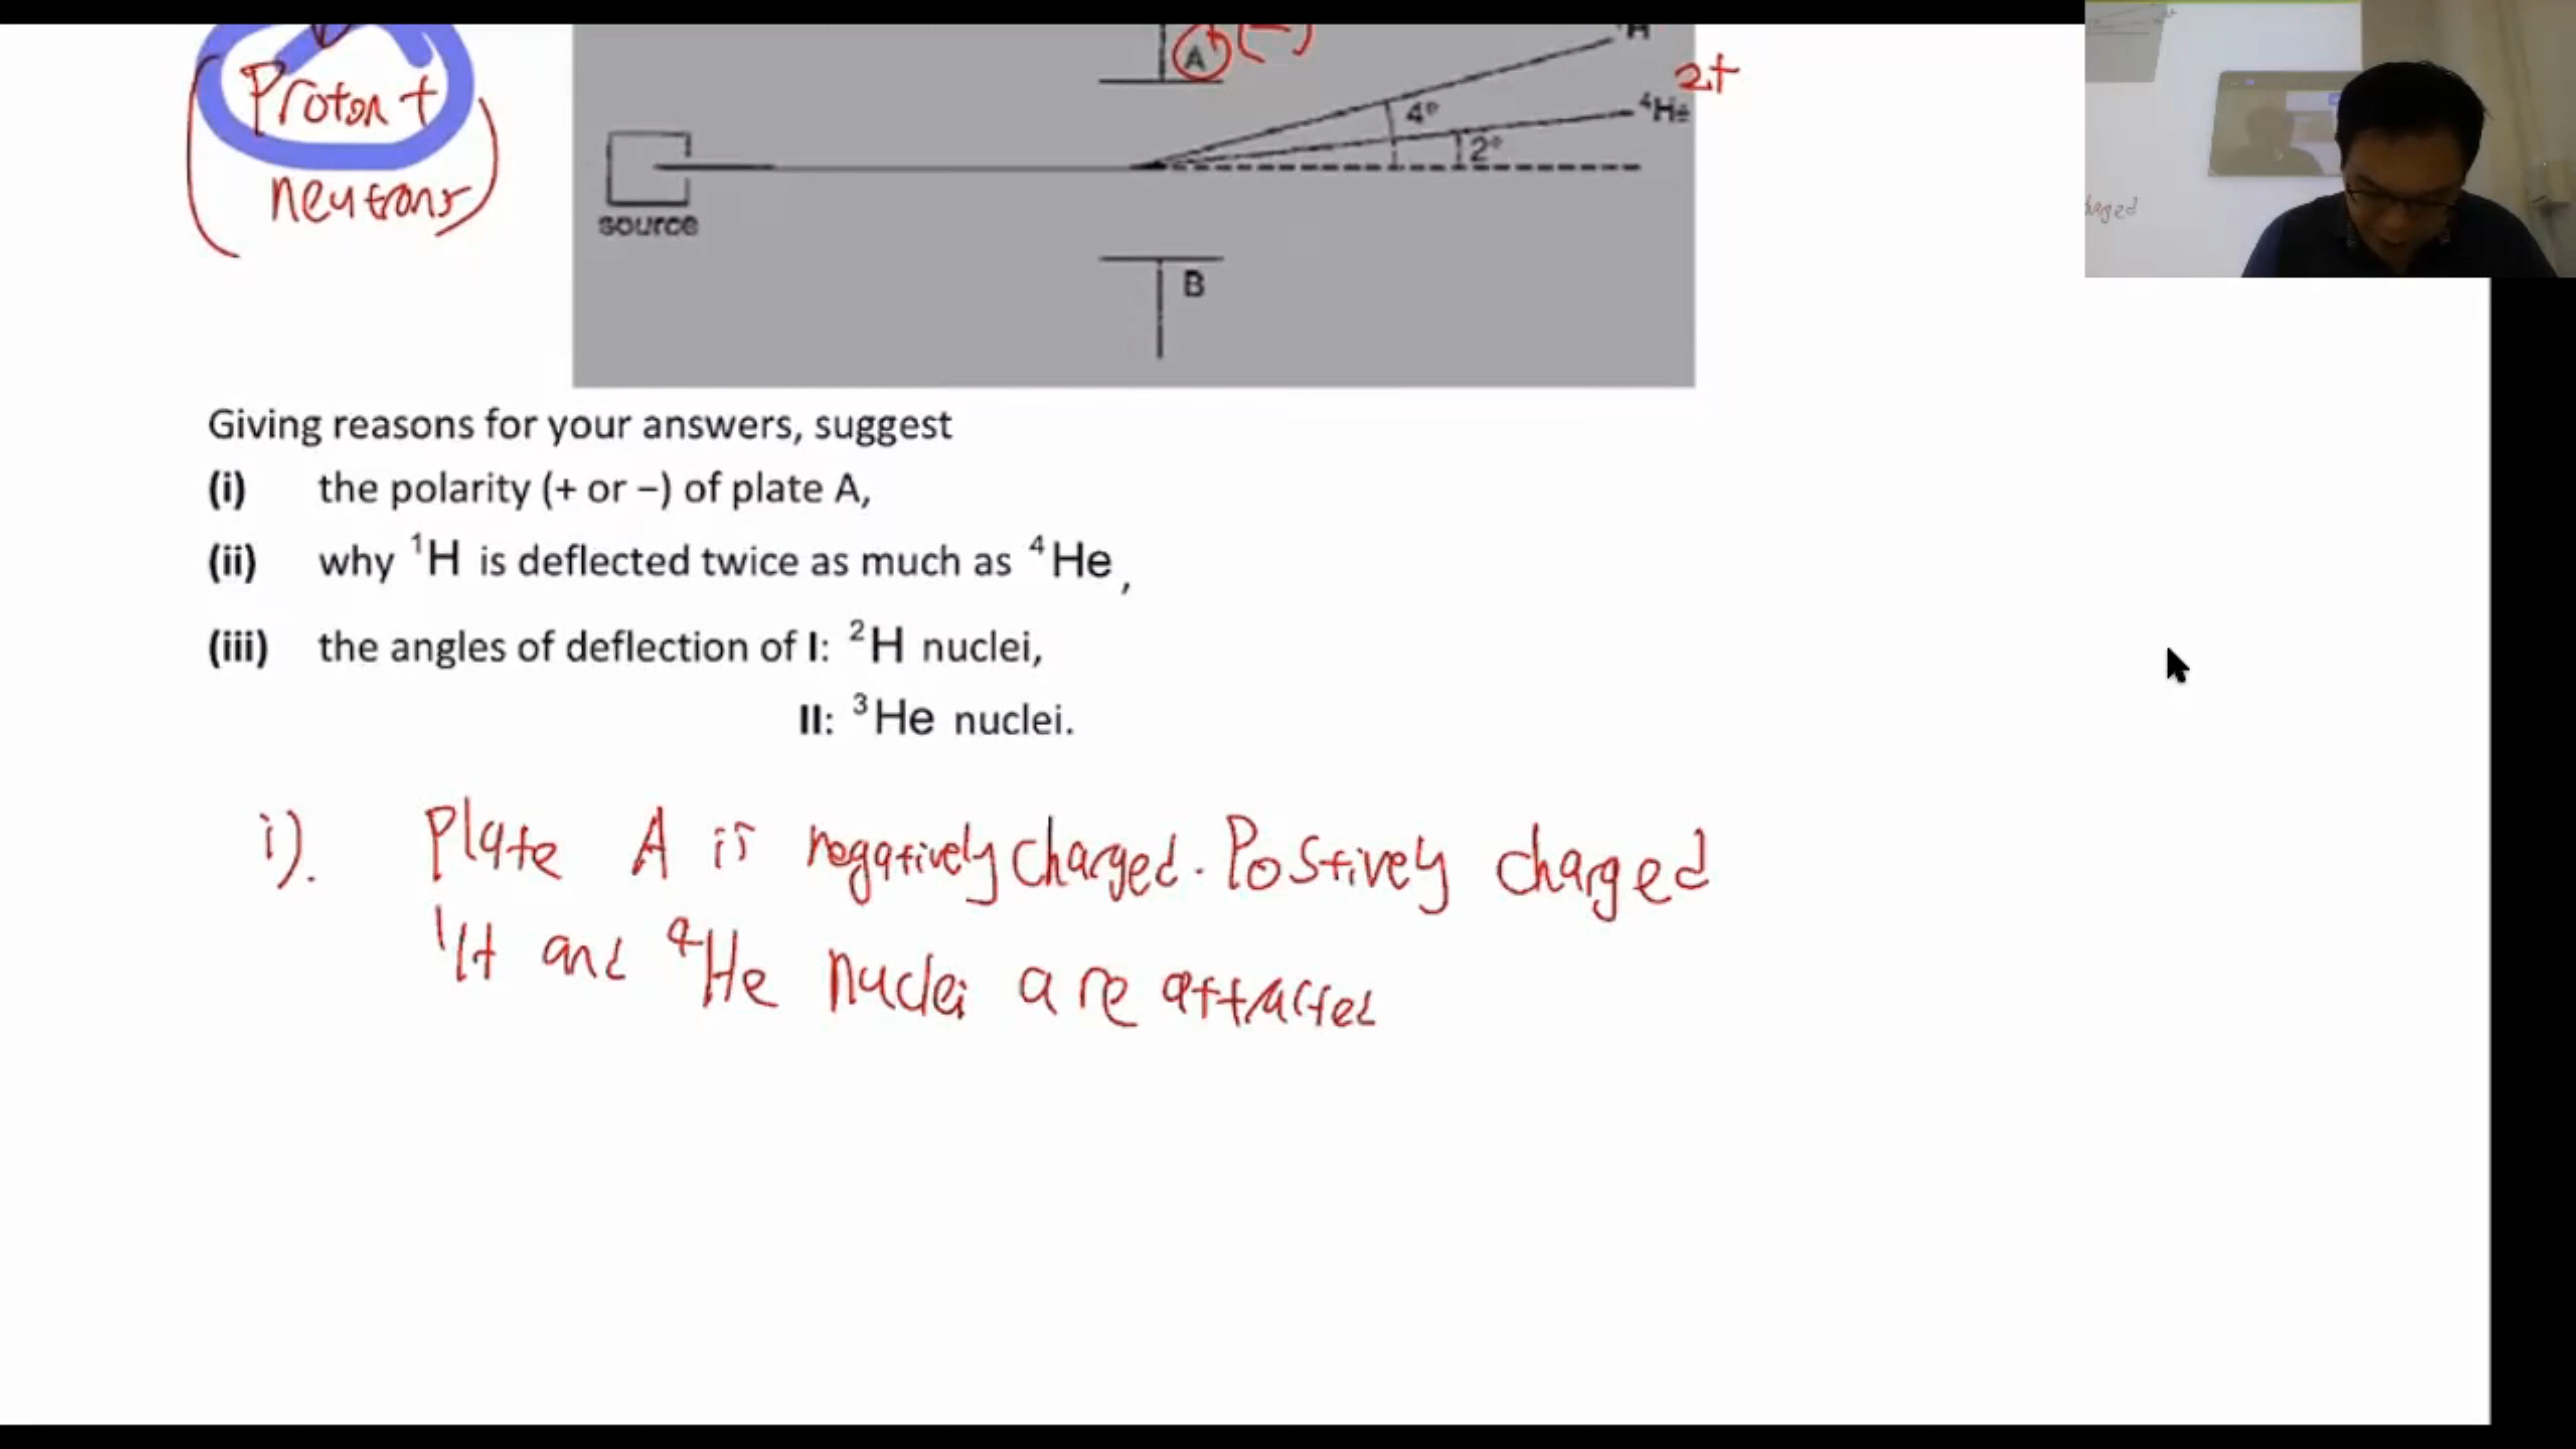 A (-)
2+
4°
⁴He
2°
Proton +
neutrons
source
B
Giving reasons for your answers, suggest
(i) the polarity (+ or −) of plate A,
(ii) why ¹H is deflected twice as much as ⁴He,
(iii) the angles of deflection of I: ²H nuclei,
II: ³He nuclei.
i). Plate A is negatively charged. Postively charged
¹H and ⁴He nuclei are attracted
charged